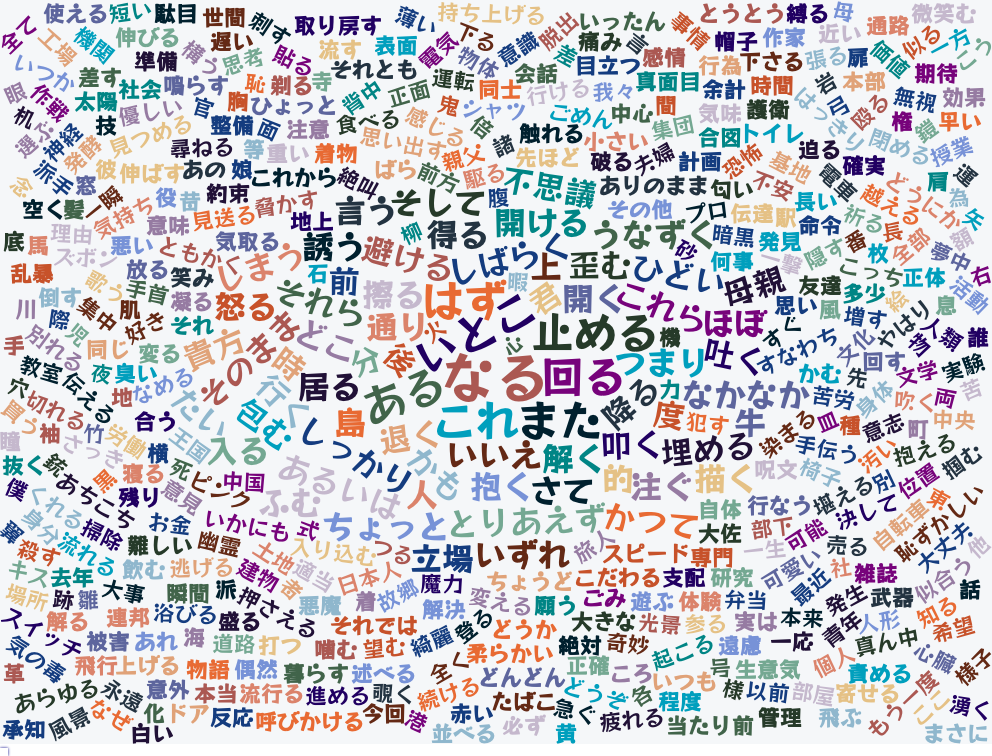 使える 短い 駄目 世間 刺す 取り戻す 薄い 持ち上げる 脱出 いったん 事情 とうとう 縛る 母 近い 通路 微笑む
全て 工場 機関 伸びる 構う 遅い 思考 貼る 流す 表面 電気 下る 意識 差 痛み 言 感情 帽子 作家 張る 扉 価値 似る 一方
いつか 差す 準備 鳴らす 恥 剃る 寺 それとも 物体 会話 目立つ 真面目 行為 下さる 岩 本部 期待
眼 作戦 太陽 社会 優しい 官 胸 ひょっと 背中 正面 運転 鬼 同士 行ける 我々 余計 時間 弓 殴る 無視 効果
机 神経 技 見つめる 整備 面 注意 食べる 感じる シャツ 倍 ごめん 中心 間 集団 気味 護衛 はっきり 権 鎧 早い
選ぶ 派手 発酵 尋ねる 等 重い 着物 思い出す 親父 諦 触れる 小さい 合図 トイレ 迫る 閉める 授業
念 窓 彼 伸ばす あの 娘 これから 絶叫 ばら 前方 駆る 先ほど 破る 夫婦 計画 恐怖 基地 電車 確実 運
空く 髪 一瞬 役 昔 約束 脅かす 腹 不思議 ありのまま 匂い 不安 越える どうにか 肩 為
気持ち 意味 見送る 地上 言う そして 開ける その他 プロ 伝達 駅 長い 命令 祈る 長 矢
底 馬 理由 ズボン 悪い ともかく 気取る 誘う 避ける 柳 得る うなずく 砂 暗黒 発見 隠す 番 枚 全部 夢中 額
乱暴 歌う 放る 笑み しまう 石 前 しばらく 上 歪む ひどい 何事 一撃 友達 こっち 正体 活動 右
川 倒す 集中 手首 肌 凝る 怒る それら 擦る はず 暇 君 開く これら 母親 思い 多少 絵 息
際 児 好き それ 通り 火 いとこ 心 止める 機 ほぼ すぐ 風 増す やはり 人類 誰
手 別れる 同じ 変る 貴方 そのまま どこ 分 後 吐く すなわち 文化 回す 答え 実験
教室 夜 臭い 時 ある なる 回る つまり かむ 先 文学
穴 伝える 地 なめる だい 行く 居る 降る 力 なかなか 苦労 身体 吹く 両 苦
買う 切れる 合う 包む 島 これ また 度 犯す 牛 皿 種 意志 町 中央
瞳 袖 さっき 竹 労働 横 王国 入る しっかり 退く いいえ 解く 叩く 埋める 染まる 手伝う 汚い 抱える
抜く 銃 黒 寝る 死 ピンク 中国 あるいは かも 抱く さて 的 注ぐ 描く 呪文 椅子 別 位置 掴む
僕 くれる あちこち 残り 意見 ふむ 人 自体 行なう 堪える 決して 東
翼 身分 掃除 お金 いかにも 式 ちょっと とりあえず かつて 大佐 部下 可能 自転車 恥ずかしい
殺す 流れる 難しい 幽霊 土地 入り込む つる 立場 いずれ 旅人 スピード 専門 一生 売る 大丈夫 他
キス 去年 飲む 逃げる 建物 適当 日本人 魔力 ちょうど こだわる 支配 研究 可愛い 社 雑誌 似合う
場所 跡 雛 大事 瞬間 派 者 悪魔 着 故郷 変える 願う ごみ 遊ぶ 体験 弁当 最近 発生 武器 話
スイッチ 解る 連邦 浴びる 盛る 押さえる 解決 登る 大きな 光景 参る 実は 本来 青年 人形 知る 希望
気の毒 被害 あれ 海 道路 打つ それでは 綺麗 どうか 絶対 奇妙 遠慮 一応 真ん中 心臓
革 飛行 上げる 物語 偶然 暮らす 噛む 望む 全く 柔らかい 正確 ころ 起こる 号 生意気 個人 責める 様子
あらゆる 永遠 意外 本当 流行る 進める 述べる 覗く 続ける どんどん どうぞ 各 いつも 程度 様 以前 部屋 寄せる もう一度 ここ 湧く
承知 風景 なぜ 化 白い ドア 反応 呼びかける 今回 港 赤い 並べる たばこ 必ず 急ぐ 黄 疲れる 当たり前 管理 飛ぶ まさに